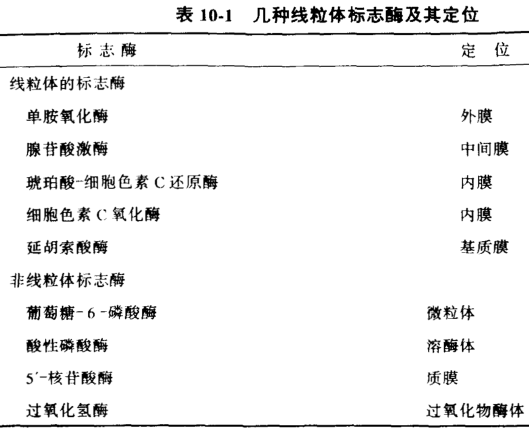 表 10-1 几种线粒体标志酶及其定位
标志酶 定 位
线粒体的标志酶
单胺氧化酶 外膜
腺苷酸激酶 中间膜
琥珀酸-细胞色素 C 还原酶 内膜
细胞色素 C 氧化酶 内膜
延胡索酸酶 基质膜
非线粒体标志酶
葡萄糖-6-磷酸酶 微粒体
酸性磷酸酶 溶酶体
5′-核苷酸酶 质膜
过氧化氢酶 过氧化物酶体